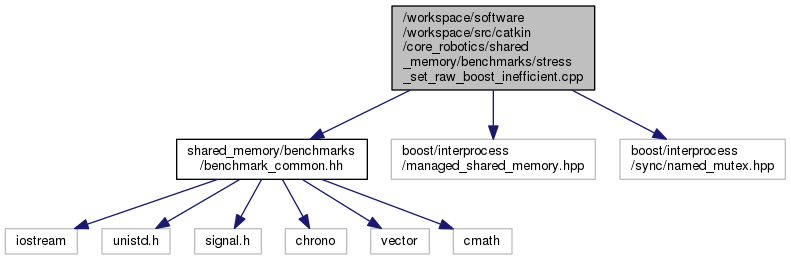 /workspace/software
/workspace/src/catkin
/core_robotics/shared
_memory/benchmarks/stress
_set_raw_boost_inefficient.cpp
shared_memory/benchmarks
/benchmark_common.hh
boost/interprocess
/managed_shared_memory.hpp
boost/interprocess
/sync/named_mutex.hpp
iostream
unistd.h
signal.h
chrono
vector
cmath